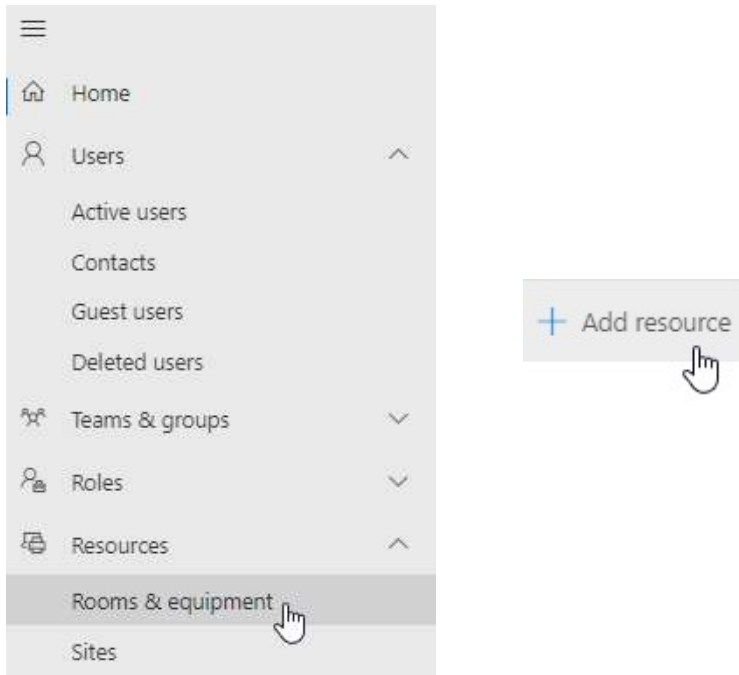 Home
Users
Active users
Contacts
Guest users
Deleted users
Teams & groups
Roles
Resources
Rooms & equipment
Sites
Add resource